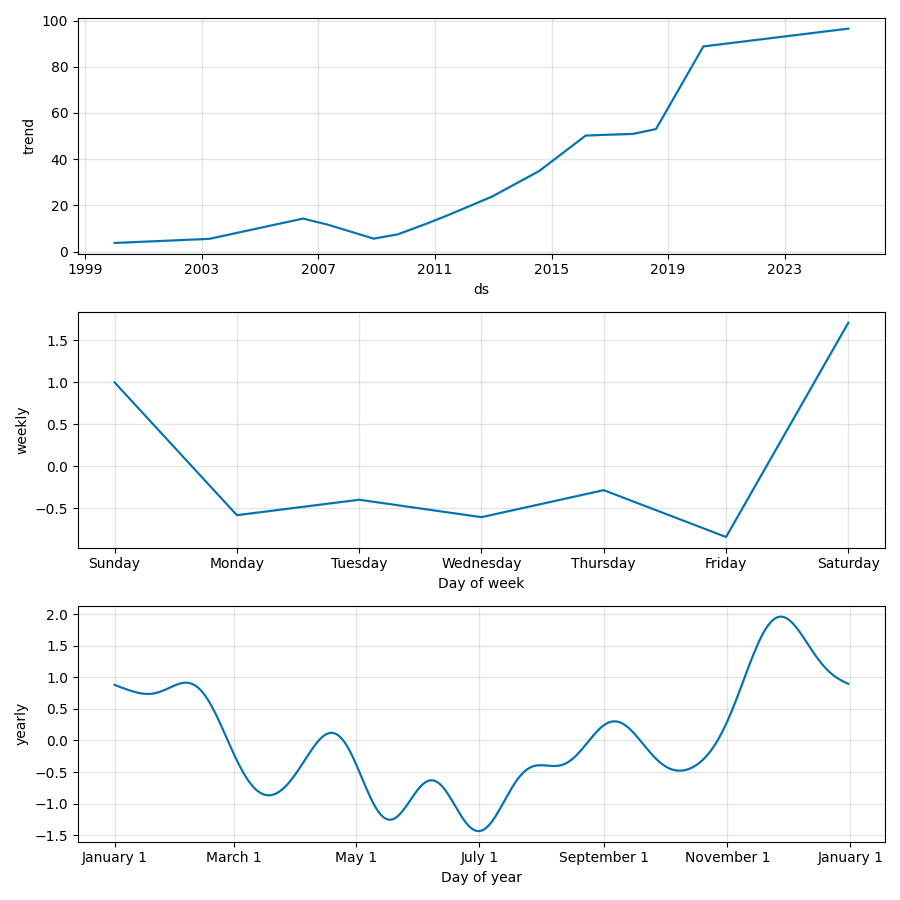 100
80
60
40
20
0
trend
1999 2003 2007 2011 2015 2019 2023
ds
1.5
1.0
0.5
0.0
−0.5
weekly
Sunday Monday Tuesday Wednesday Thursday Friday Saturday
Day of week
2.0
1.5
1.0
0.5
0.0
−0.5
−1.0
−1.5
yearly
January 1 March 1 May 1 July 1 September 1 November 1 January 1
Day of year